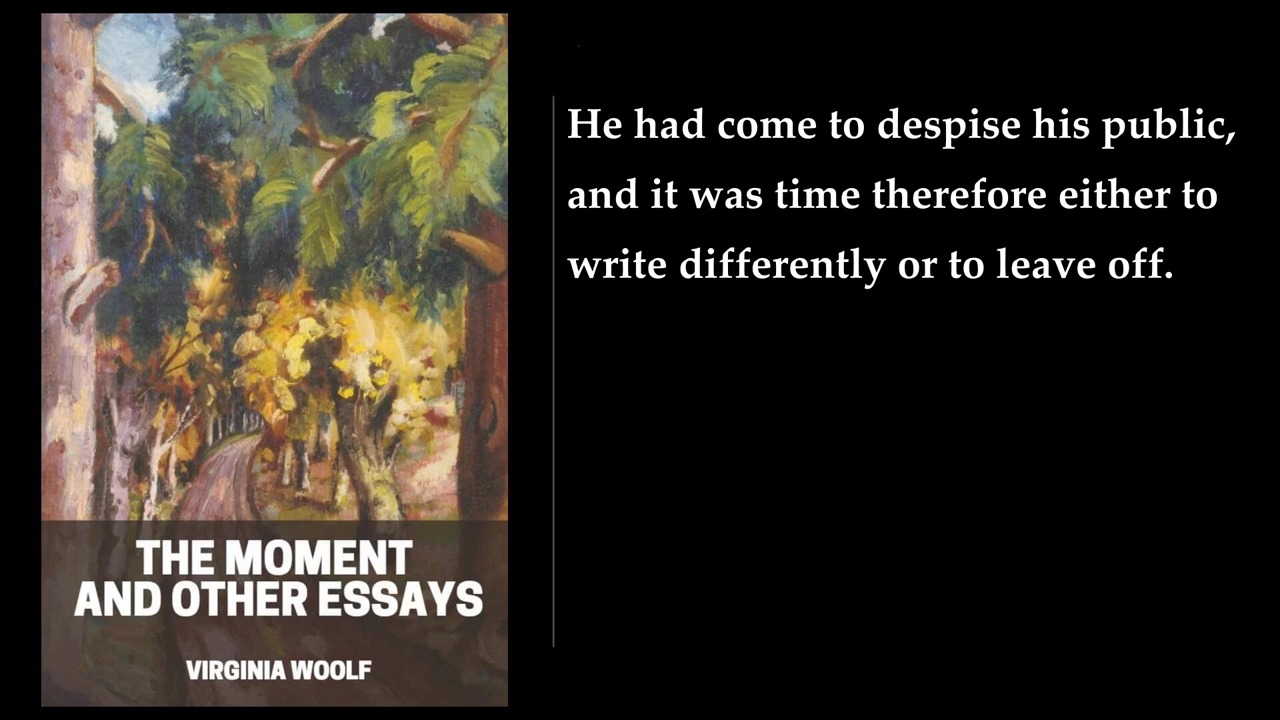 THE MOMENT
AND OTHER ESSAYS
VIRGINIA WOOLF
He had come to despise his public,
and it was time therefore either to
write differently or to leave off.